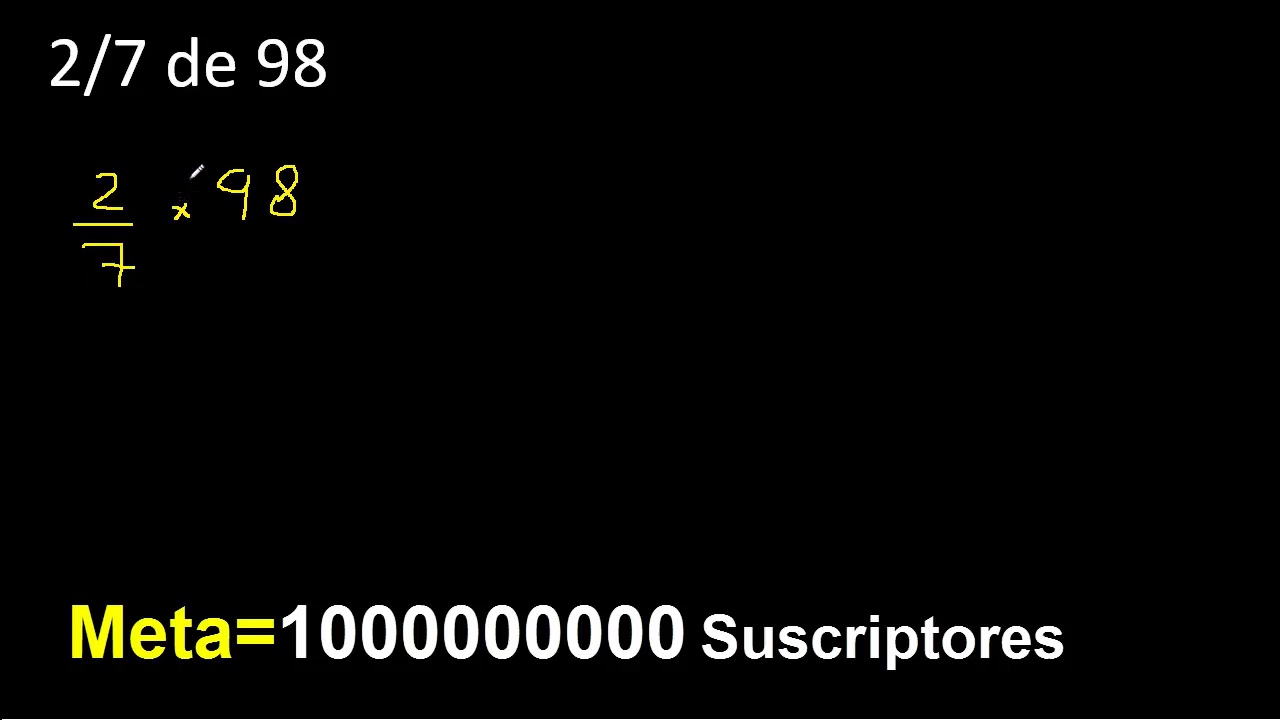 2/7 de 98
2/7 x 98
Meta=1000000000 Suscriptores